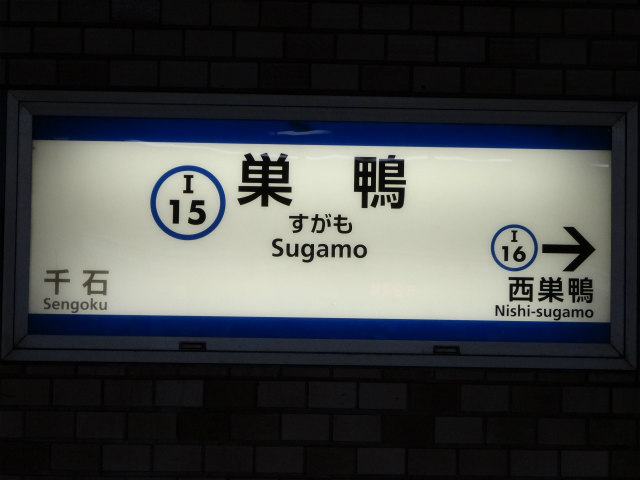 I
15
巣鴨
すがも
Sugamo
千石
Sengoku
I
16
→
西巣鴨
Nishi-sugamo